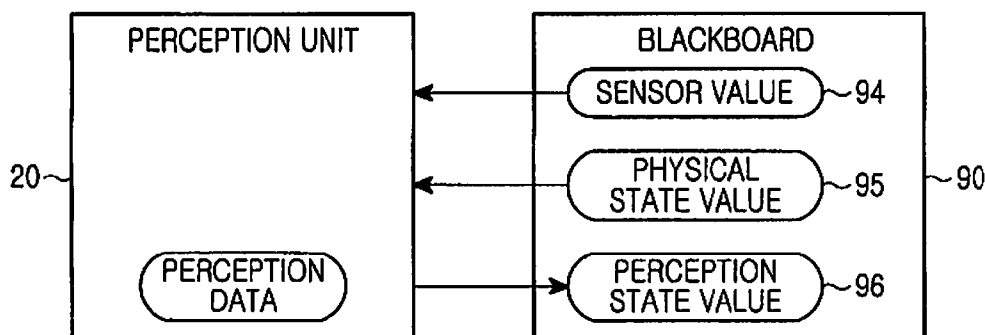 PERCEPTION UNIT
BLACKBOARD
SENSOR VALUE
94
20
PHYSICAL
STATE VALUE
95
90
PERCEPTION
DATA
PERCEPTION
STATE VALUE
96